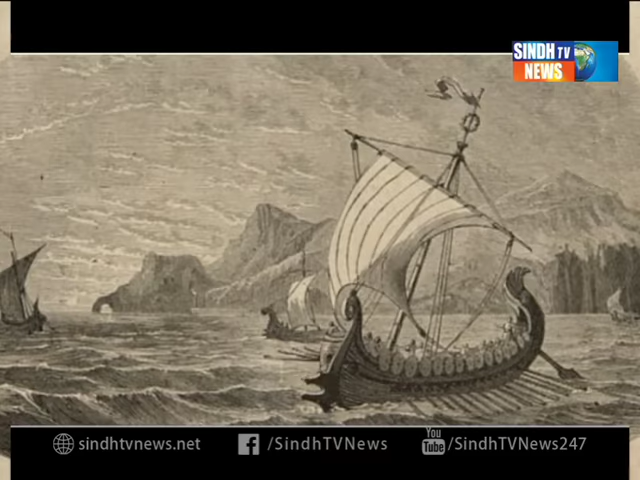 SINDH TV
NEWS
sindhtvnews.net
/SindhTVNews
You
Tube
/SindhTVNews247